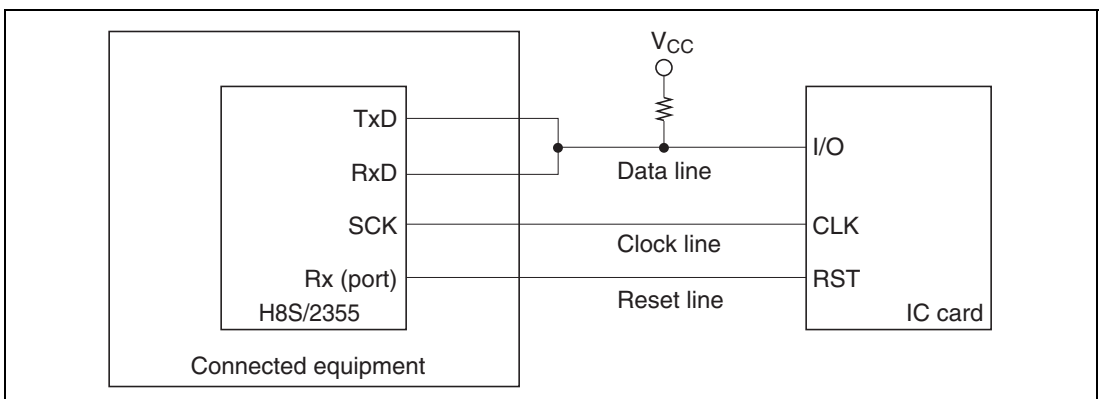 VCC
TxD
I/O
RxD
Data line
SCK
CLK
Clock line
Rx (port)
RST
Reset line
H8S/2355
IC card
Connected equipment